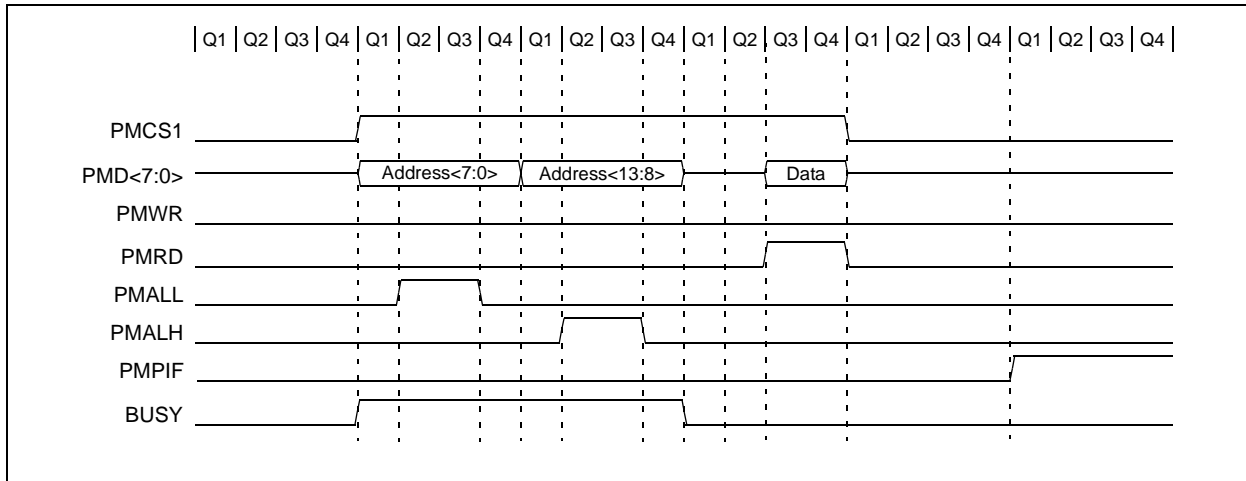 Q1 Q2 Q3 Q4 Q1 Q2 Q3 Q4 Q1 Q2 Q3 Q4 Q1 Q2 Q3 Q4 Q1 Q2 Q3 Q4 Q1 Q2 Q3 Q4
PMCS1
PMD<7:0> Address<7:0> Address<13:8> Data
PMWR
PMRD
PMALL
PMALH
PMPIF
BUSY